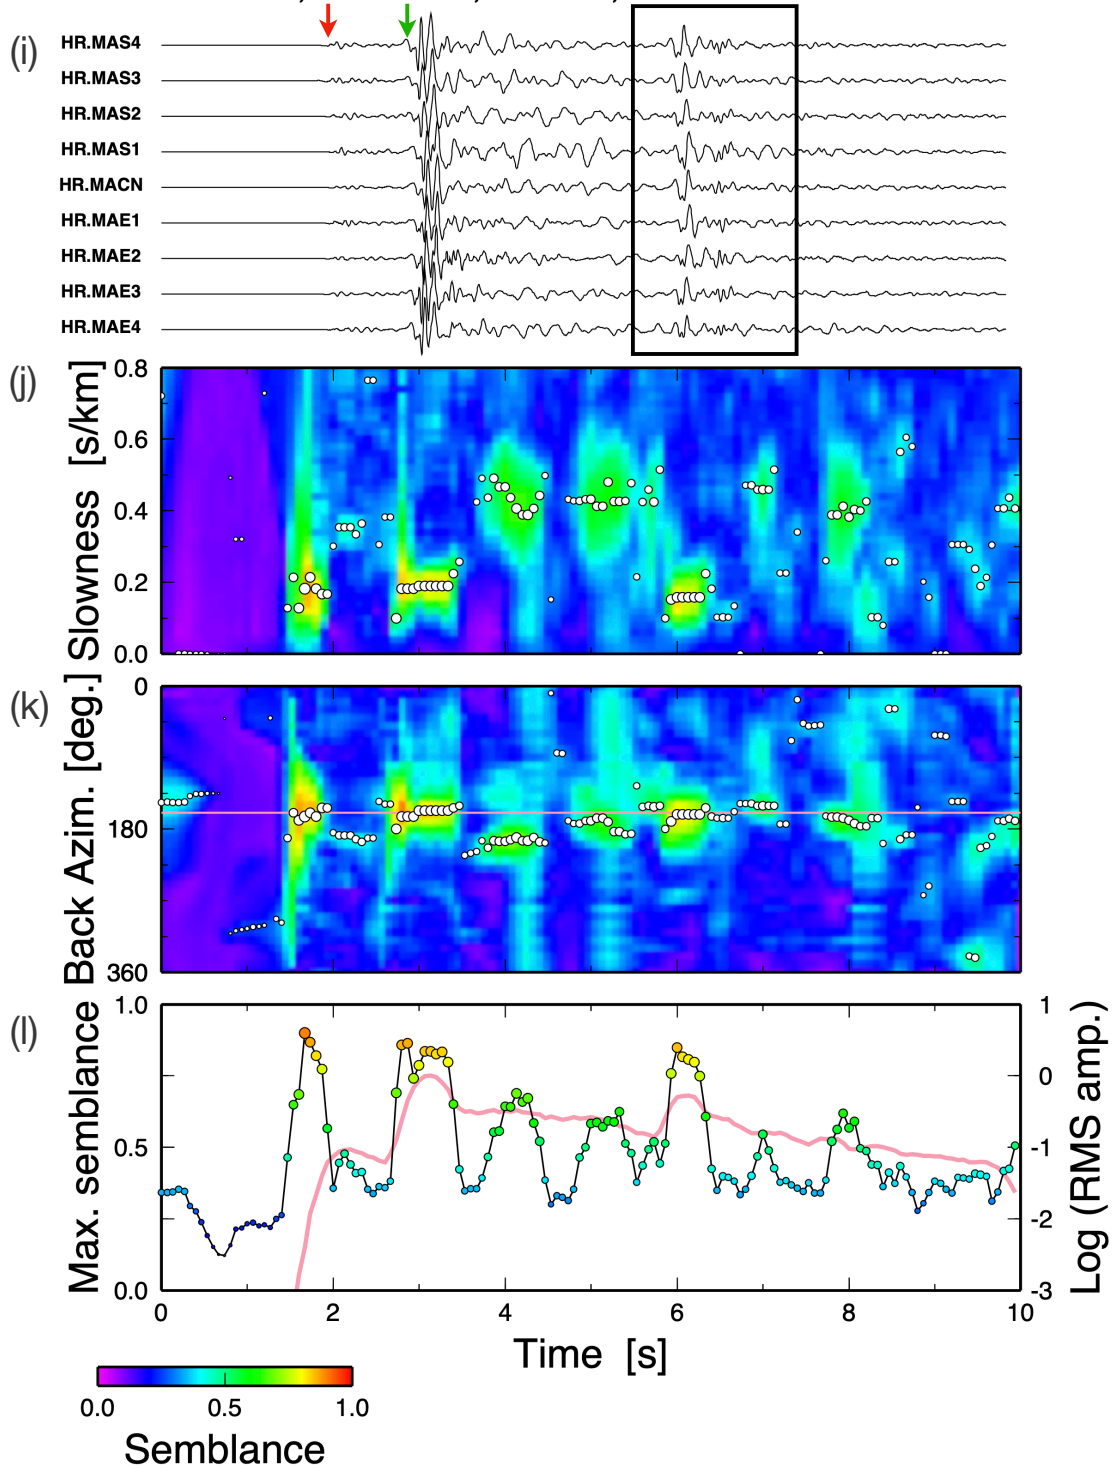 (i)
HR.MAS4
HR.MAS3
HR.MAS2
HR.MAS1
HR.MACN
HR.MAE1
HR.MAE2
HR.MAE3
HR.MAE4
(j)
Slowness [s/km]
0.8
0.6
0.4
0.2
0.0
(k)
Back Azim. [deg.]
0
180
360
(l)
Max. semblance
1.0
0.5
0.0
1
0
-1
-2
-3
Log (RMS amp.)
0 2 4 6 8 10
Time [s]
0.0 0.5 1.0
Semblance